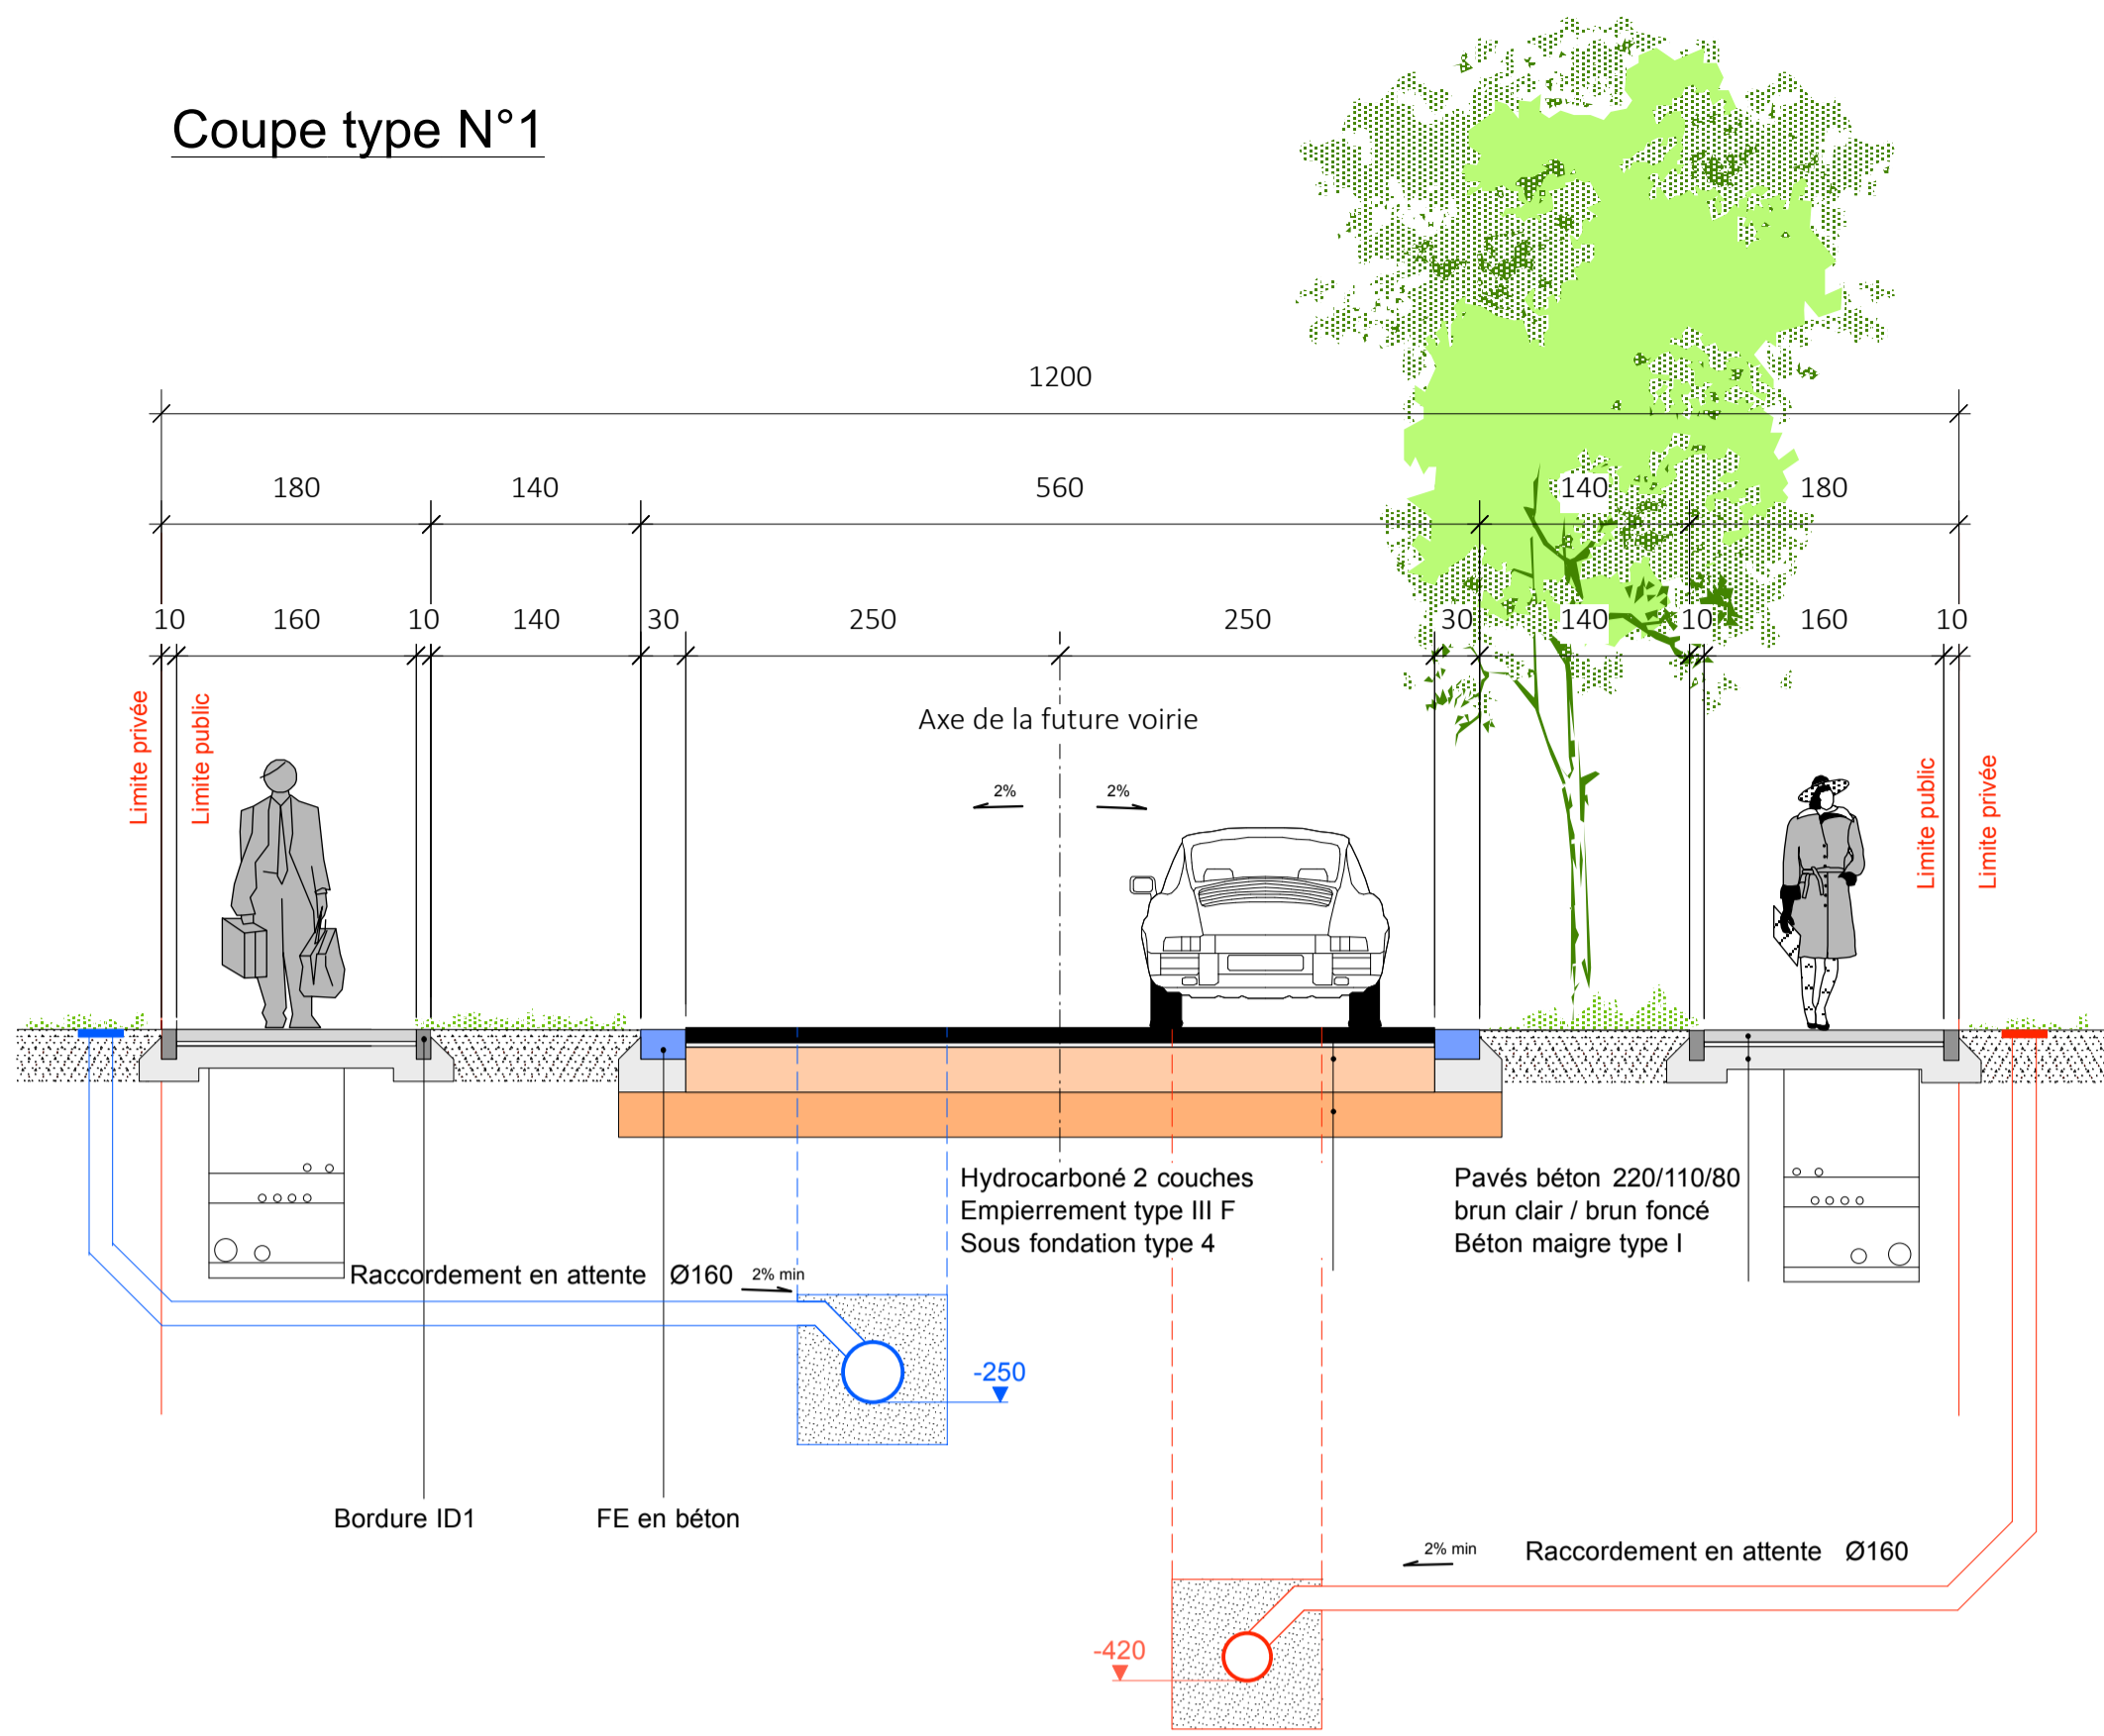 Coupe type N°1
1200
180 140 560 140 180
10 160 10 140 30 250 250 30 140 10 160 10
Limite privée
Limite public
Axe de la future voirie
2% 2%
Limite public
Limite privée
Hydrocarboné 2 couches
Empierrement type III F
Sous fondation type 4
Pavés béton 220/110/80
brun clair / brun foncé
Béton maigre type I
Raccordement en attente Ø160 2% min
-250
Bordure ID1
FE en béton
2% min Raccordement en attente Ø160
-420